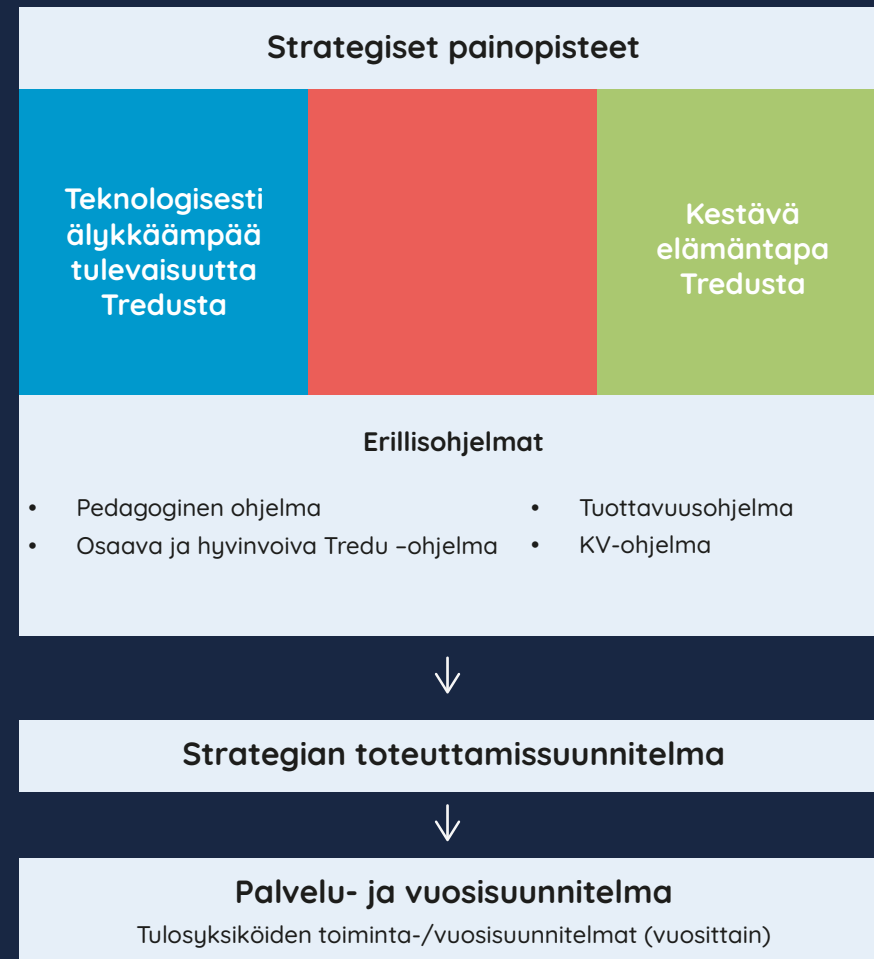 Strategiset painopisteet
Teknologisesti
älykkäämpää
tulevaisuutta
Tredusta
Kestävä
elämäntapa
Tredusta
Erillisohjelmat
• Pedagoginen ohjelma
• Osaava ja hyvinvoiva Tredu –ohjelma
• Tuottavuusohjelma
• KV-ohjelma
Strategian toteuttamissuunnitelma
Palvelu- ja vuosisuunnitelma
Tulosyksiköiden toiminta-/vuosisuunnitelmat (vuosittain)